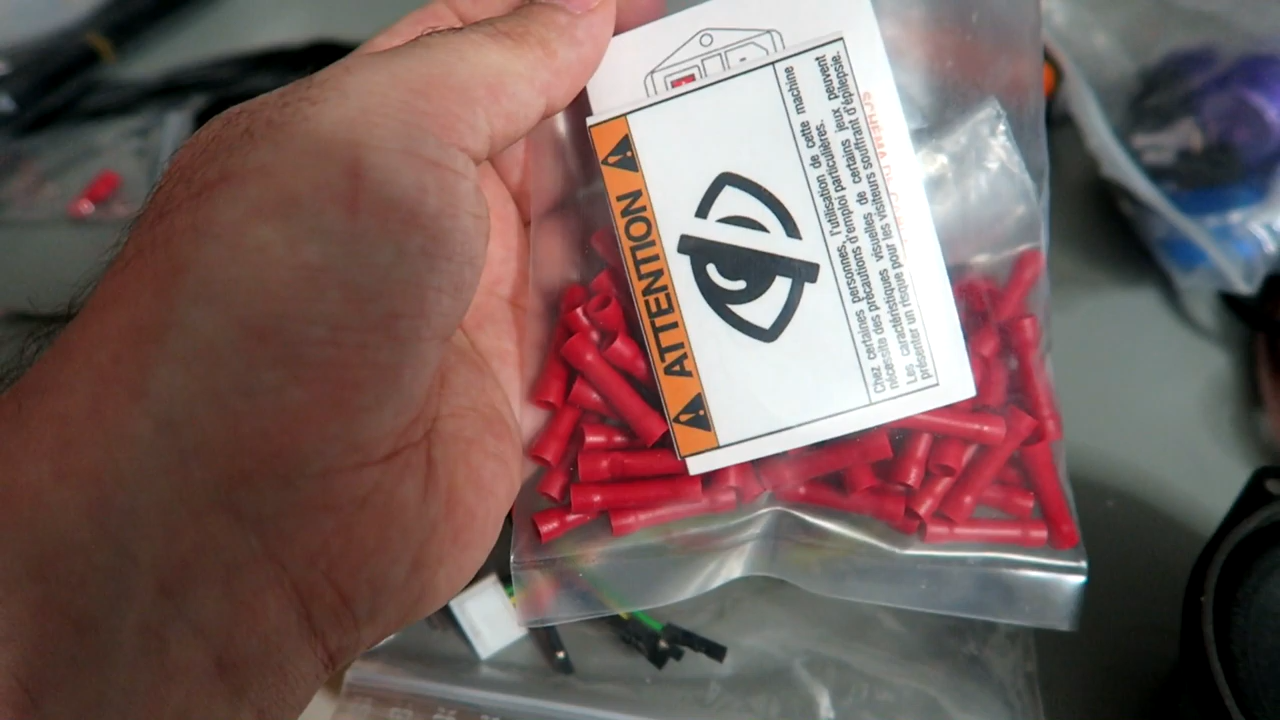 ATTENTION
Chez certaines personnes, l'utilisation de cette machine
nécessita des précautions d'emploi particulières.
Les caractéristiques visuelles de certains jeux peuvent
présenter un risque pour les visiteurs souffrant d'épilepsie.